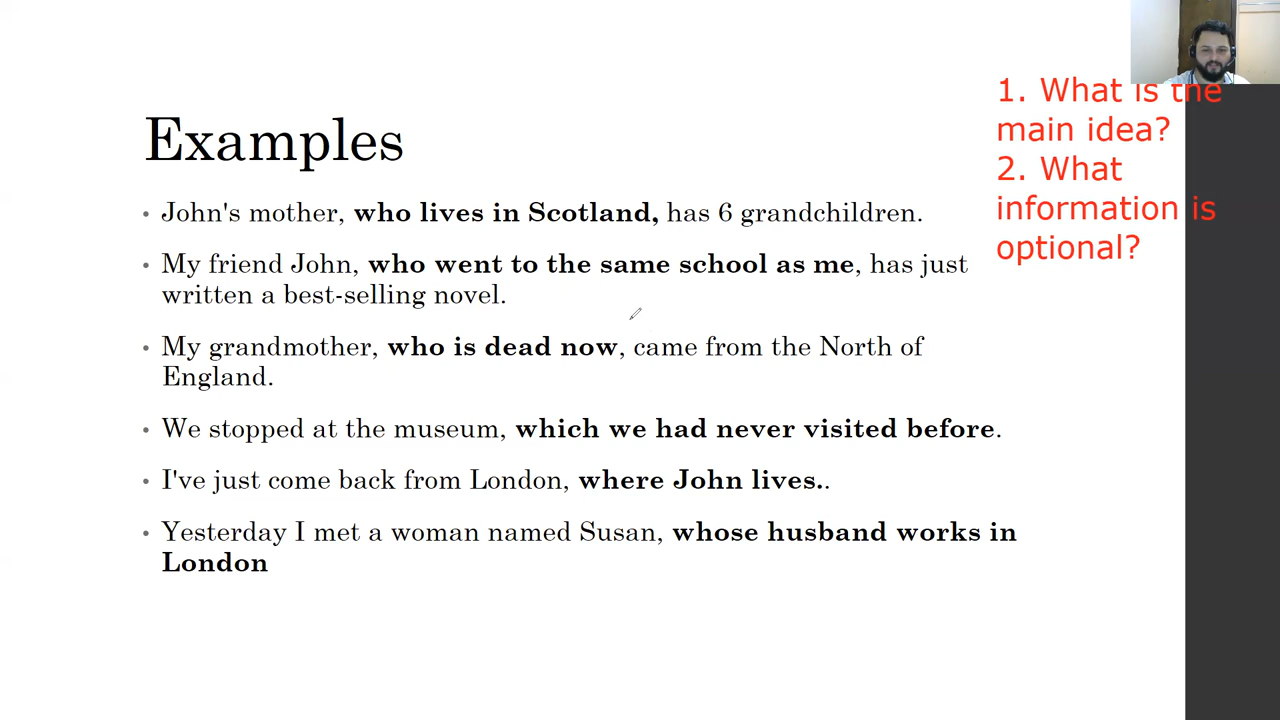 Examples
• John's mother, who lives in Scotland, has 6 grandchildren.
• My friend John, who went to the same school as me, has just
written a best-selling novel.
• My grandmother, who is dead now, came from the North of
England.
• We stopped at the museum, which we had never visited before.
• I've just come back from London, where John lives..
• Yesterday I met a woman named Susan, whose husband works in
London
1. What is the
main idea?
2. What
information is
optional?